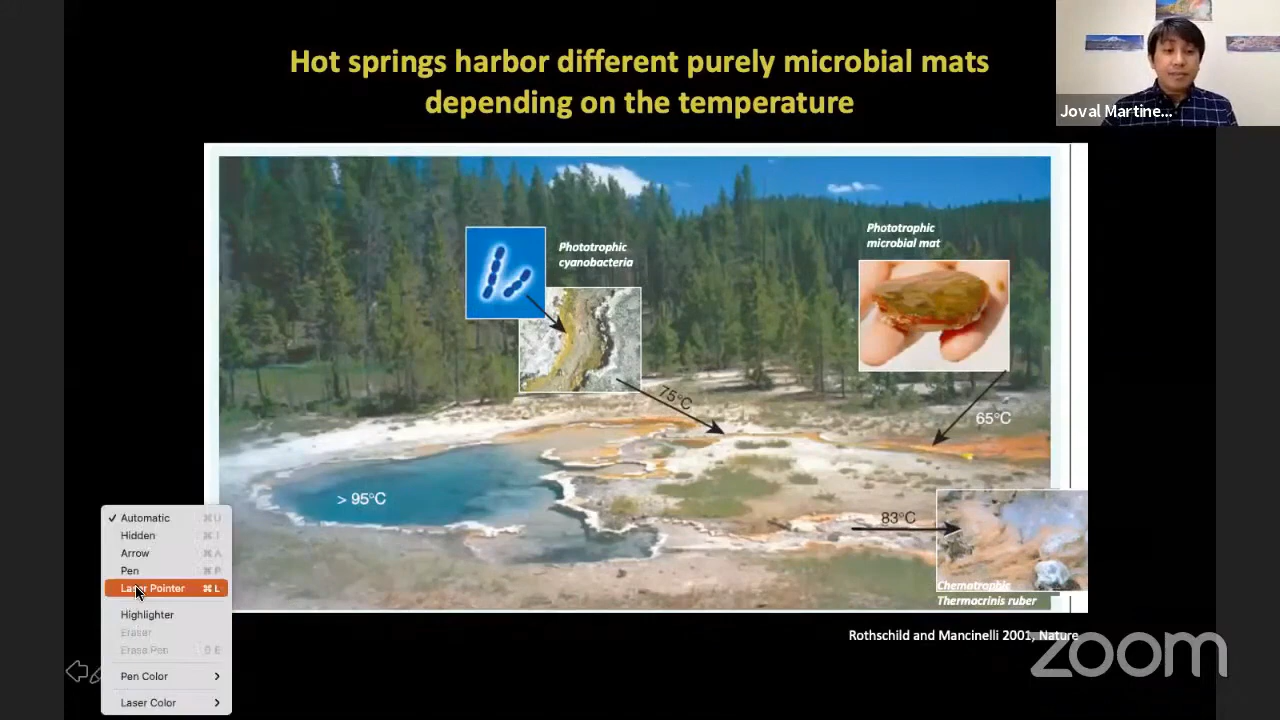 Hot springs harbor different purely microbial mats
depending on the temperature
Joval Martine...
Phototrophic
cyanobacteria
Phototrophic
microbial mat
75°C
65°C
> 95°C
83°C
Chemotrophic
Thermocrinis ruber
Rothschild and Mancinelli 2001, Nature
zoom
✓ Automatic ⌘U
Hidden ⌘I
Arrow ⌘A
Pen ⌘P
Laser Pointer ⌘L
Highlighter
Eraser
Erase Pen ⇧E
Pen Color >
Laser Color >